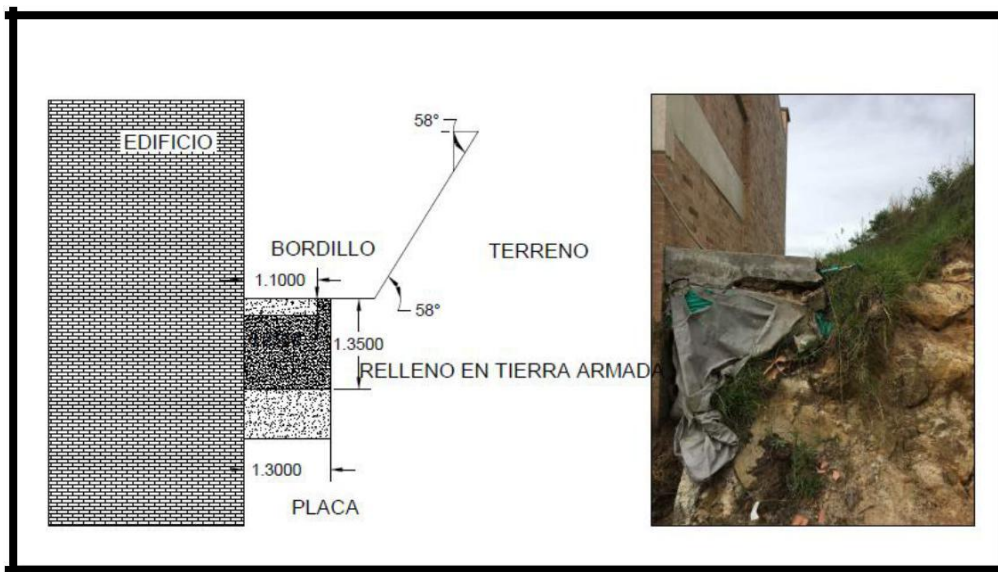 58°
EDIFICIO
BORDILLO
TERRENO
1.1000
58°
1.3500
RELLENO EN TIERRA ARMADA
1.3000
PLACA